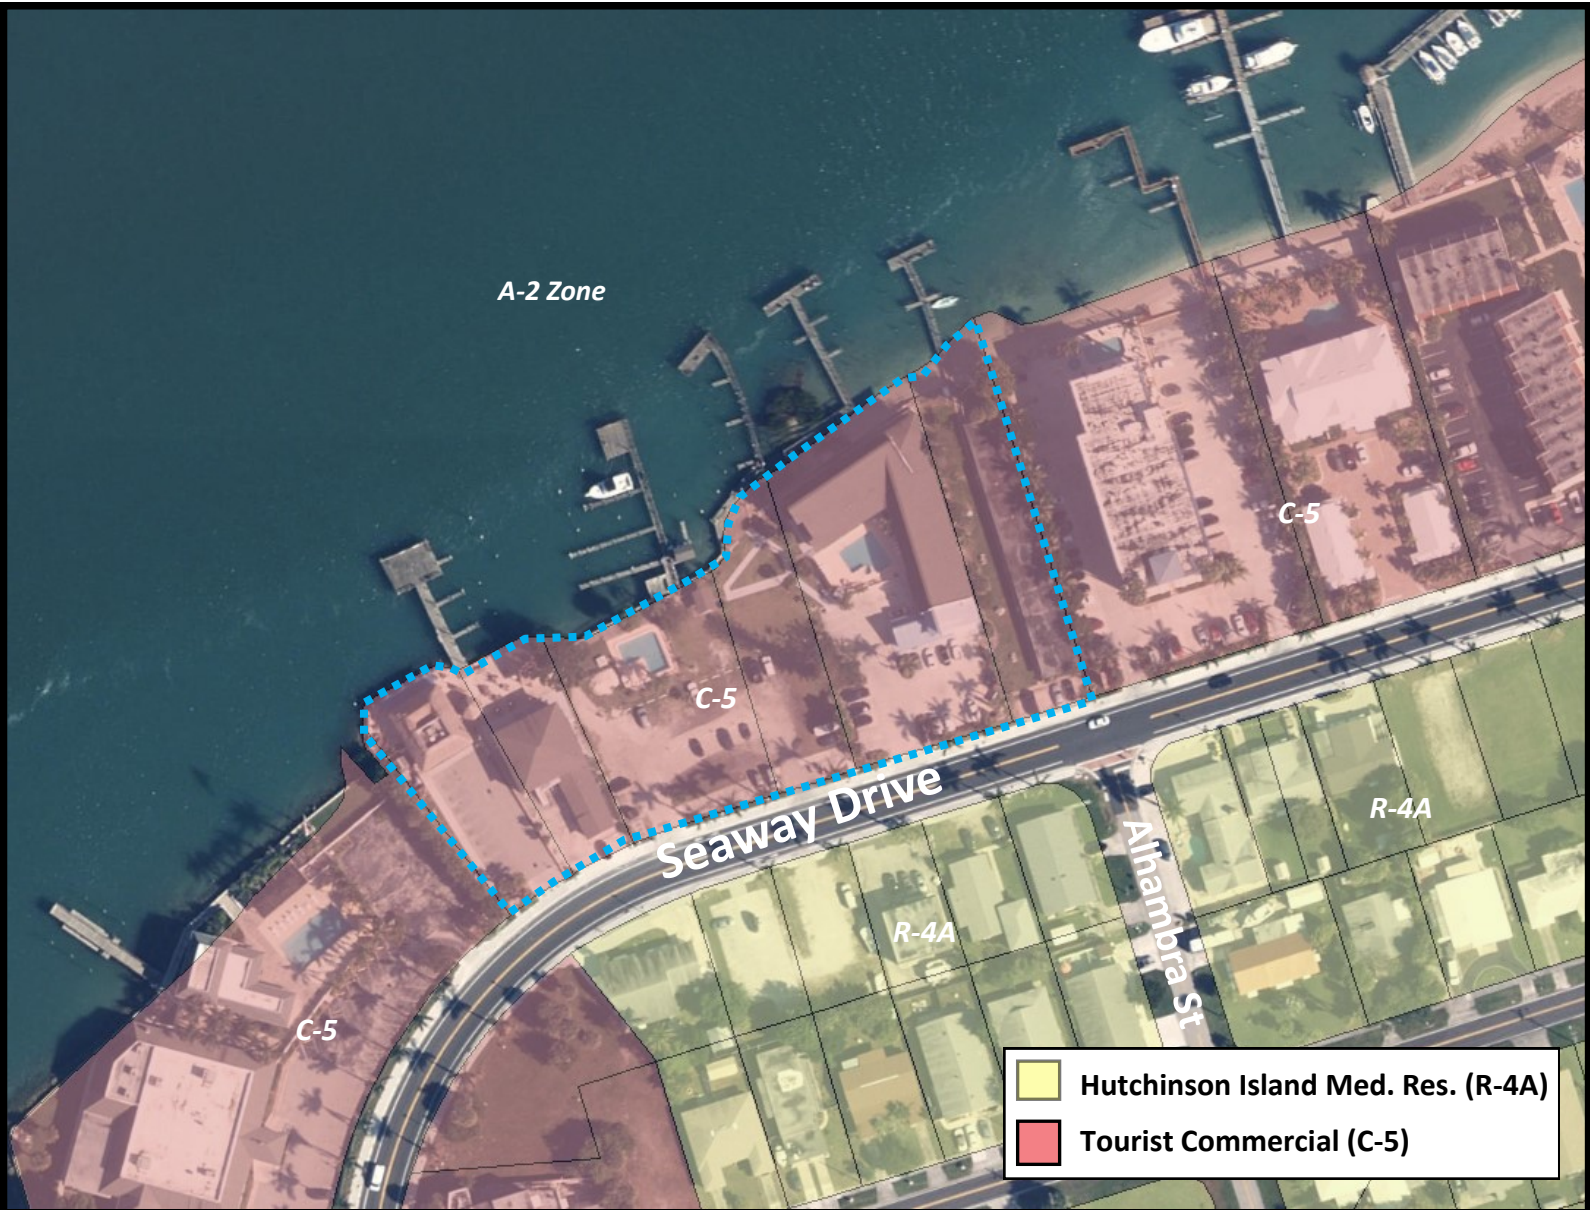 A-2 Zone
C-5
C-5
Seaway Drive
R-4A
Alhambra St
R-4A
C-5
Hutchinson Island Med. Res. (R-4A)
Tourist Commercial (C-5)